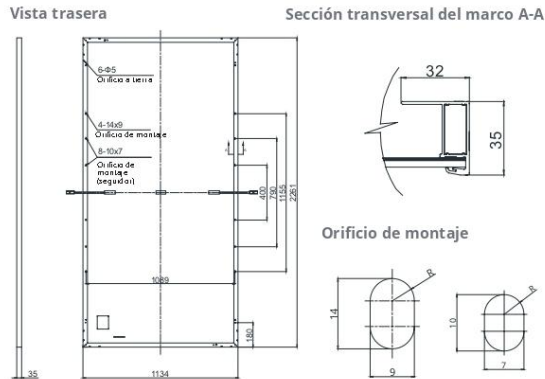 Vista trasera
Sección transversal del marco A-A
6-Φ5
Orificio a tierra
4-14x9
Orificio de montaje
8-10x7
Orificio de
montaje
(seguidor)
400
790
1155
2261
1089
180
35
1134
32
35
Orificio de montaje
14
R
9
10
R
7